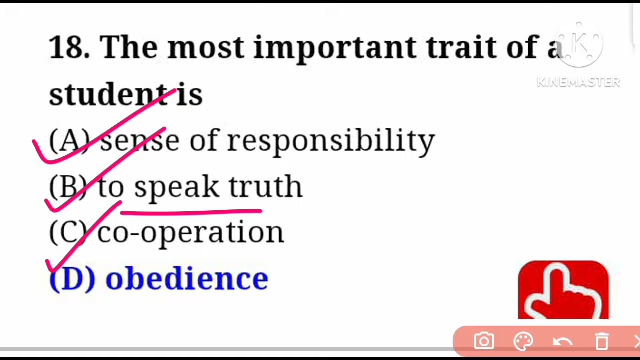 18. The most important trait of a
student is
(A) sense of responsibility
(B) to speak truth
(C) co-operation
(D) obedience
KINEMASTER